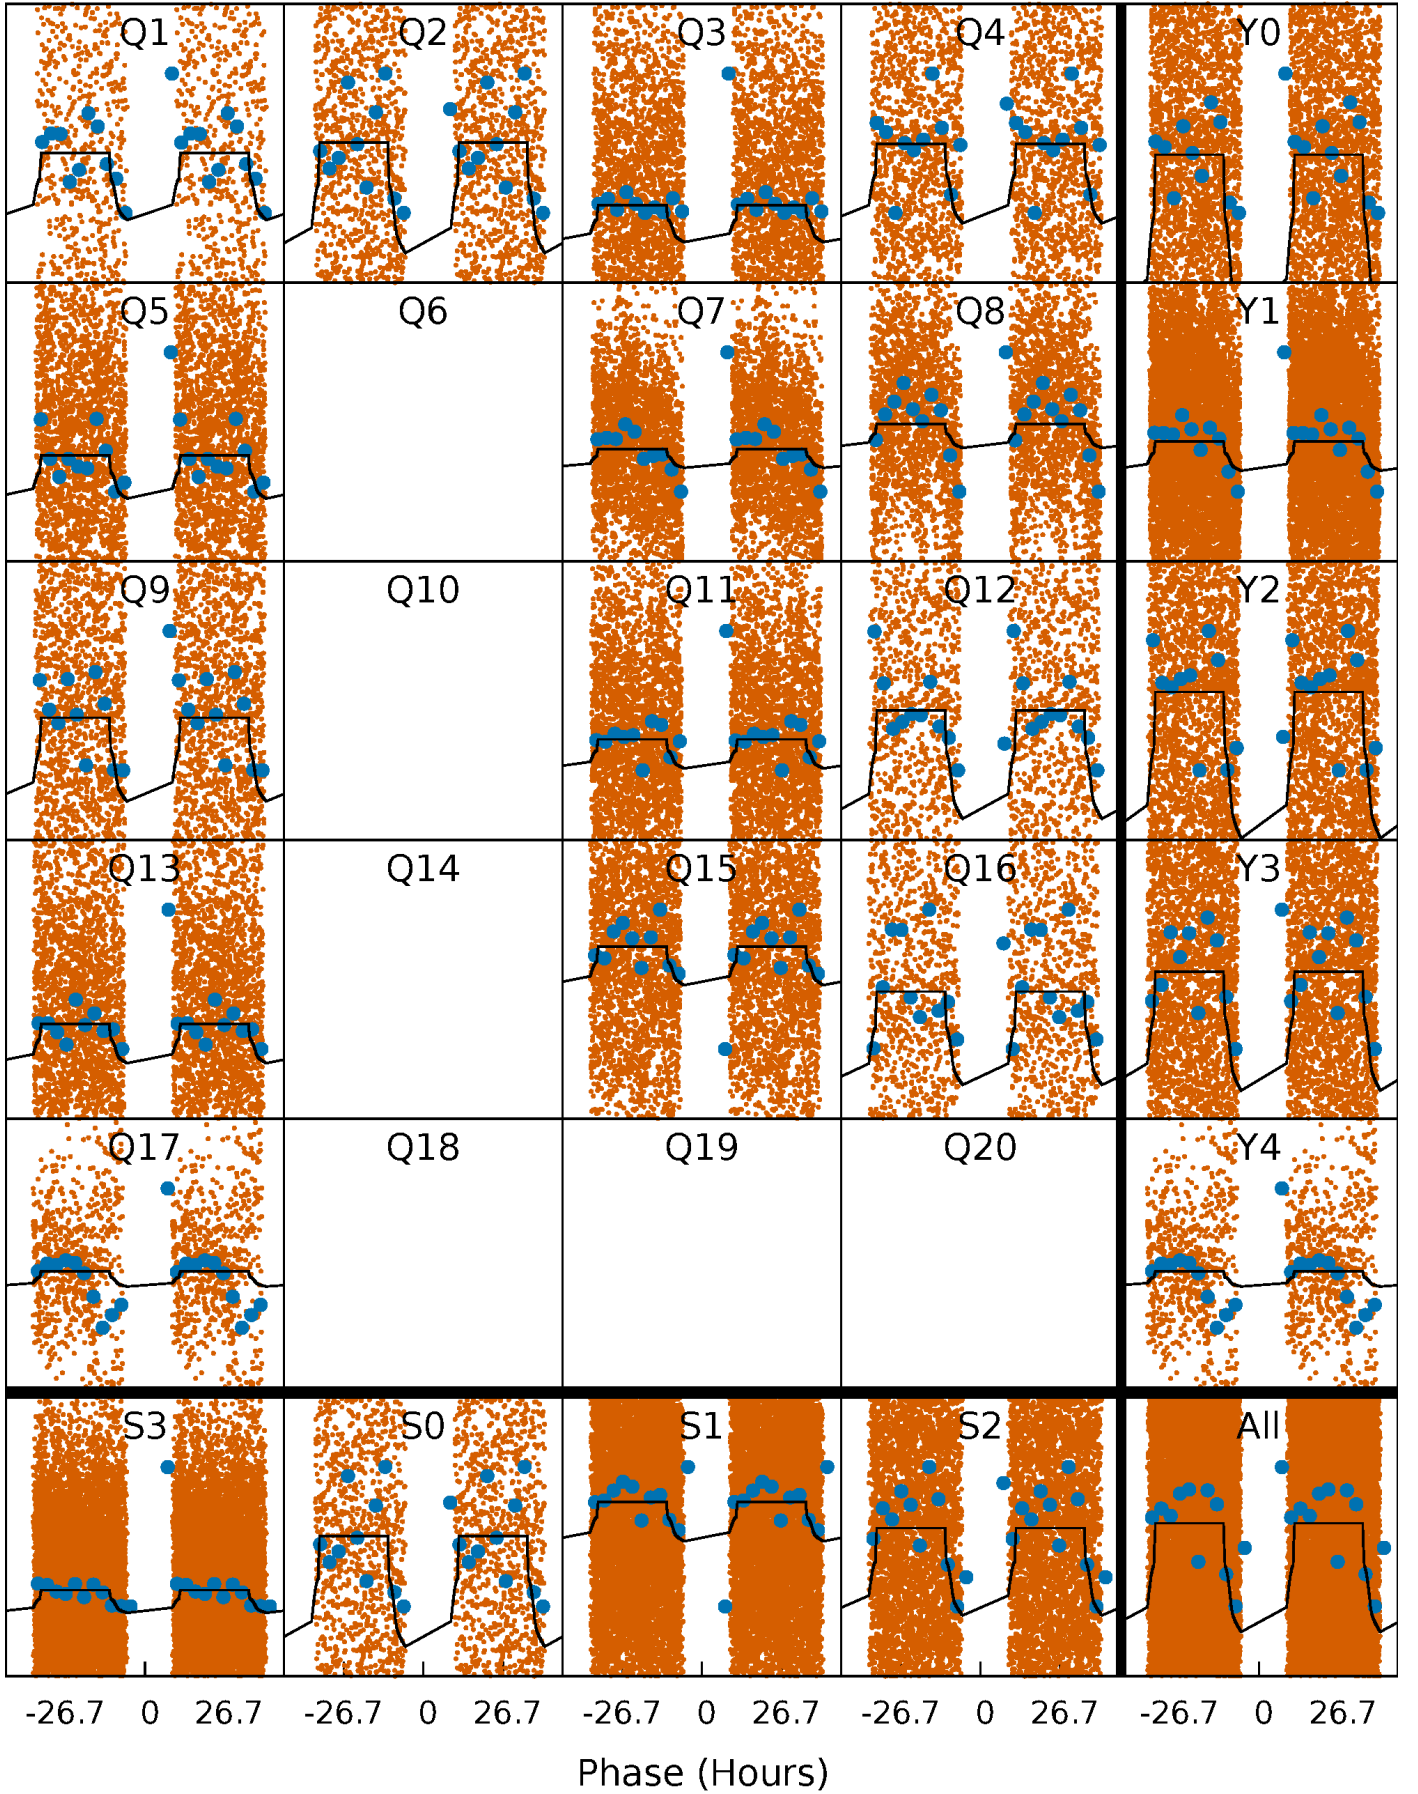 Q1 Q2 Q3 Q4 Y0
Q5 Q6 Q7 Q8 Y1
Q9 Q10 Q11 Q12 Y2
Q13 Q14 Q15 Q16 Y3
Q17 Q18 Q19 Q20 Y4
S3 S0 S1 S2 All
-26.7 0 26.7 -26.7 0 26.7 -26.7 0 26.7 -26.7 0 26.7 -26.7 0 26.7
Phase (Hours)